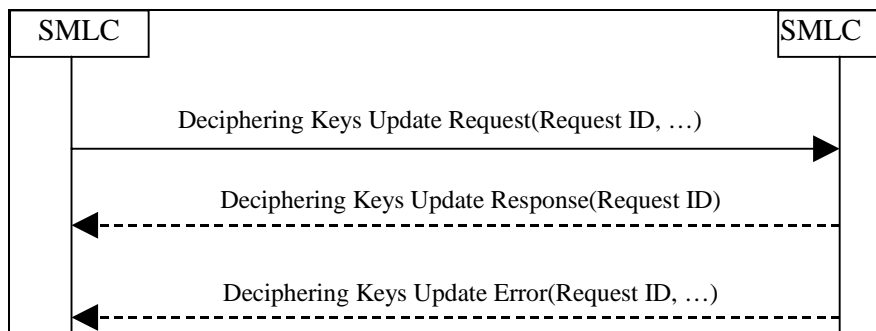 SMLC
SMLC
Deciphering Keys Update Request(Request ID, …)
Deciphering Keys Update Response(Request ID)
Deciphering Keys Update Error(Request ID, …)